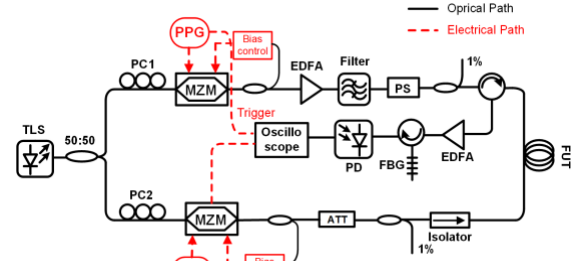 Oprical Path
Electrical Path
PPG
Bias
control
PC1
MZM
EDFA
Filter
PS
1%
Trigger
TLS
50:50
Oscillo
scope
PD
FBG
EDFA
FUT
PC2
MZM
ATT
Isolator
1%
Bias